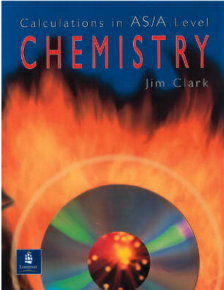 Calculations in AS/A Level
CHEMISTRY
Jim Clark